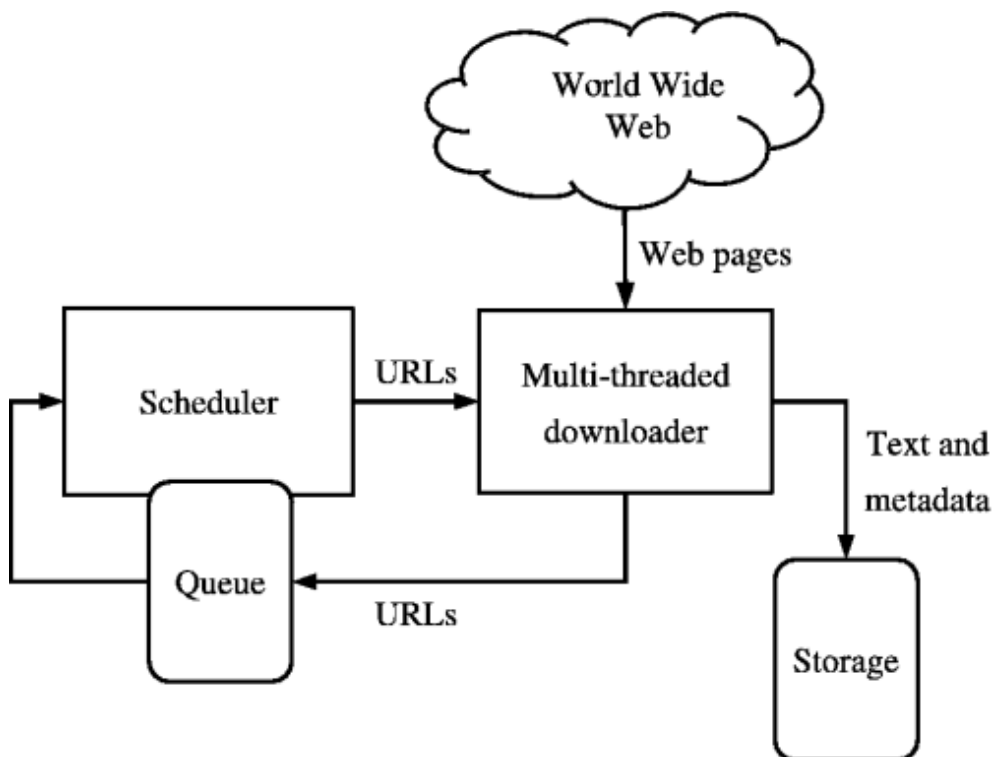 World Wide
Web
Web pages
URLs
Scheduler
Multi-threaded
downloader
Text and
metadata
Queue
URLs
Storage